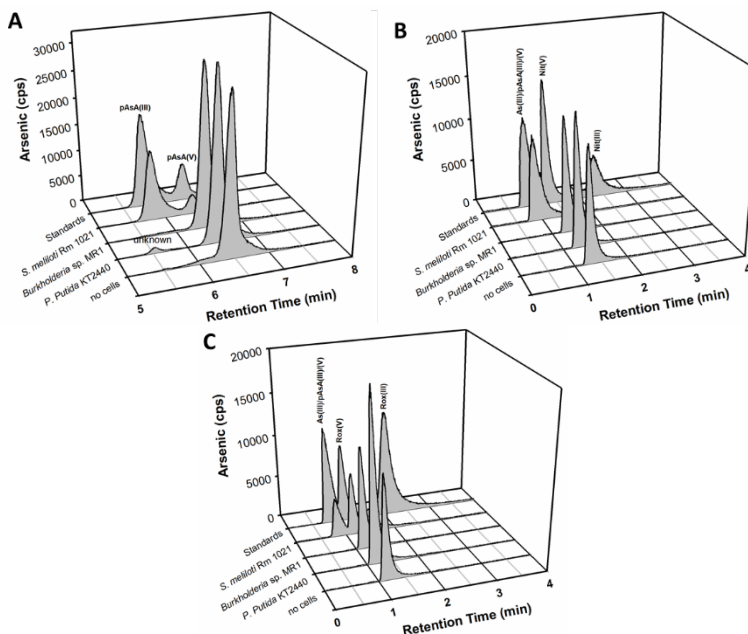 A
Arsenic (cps)
30000
25000
20000
15000
10000
5000
0
pAsA(III)
pAsA(V)
unknown
Standards
S. meliloti Rm 1021
Burkholderia sp. MR1
P. Putida KT2440
no cells
5
6
7
8
Retention Time (min)
B
Arsenic (cps)
20000
15000
10000
5000
0
As(III)/pAsA(III)/(V)
Nit(V)
Nit(III)
Standards
S. meliloti Rm 1021
Burkholderia sp. MR1
P. Putida KT2440
no cells
0
1
2
3
4
Retention Time (min)
C
Arsenic (cps)
20000
15000
10000
5000
0
As(III)/pAsA(III)/(V)
Rox(V)
Rox(III)
Standards
S. meliloti Rm 1021
Burkholderia sp. MR1
P. Putida KT2440
no cells
0
1
2
3
4
Retention Time (min)